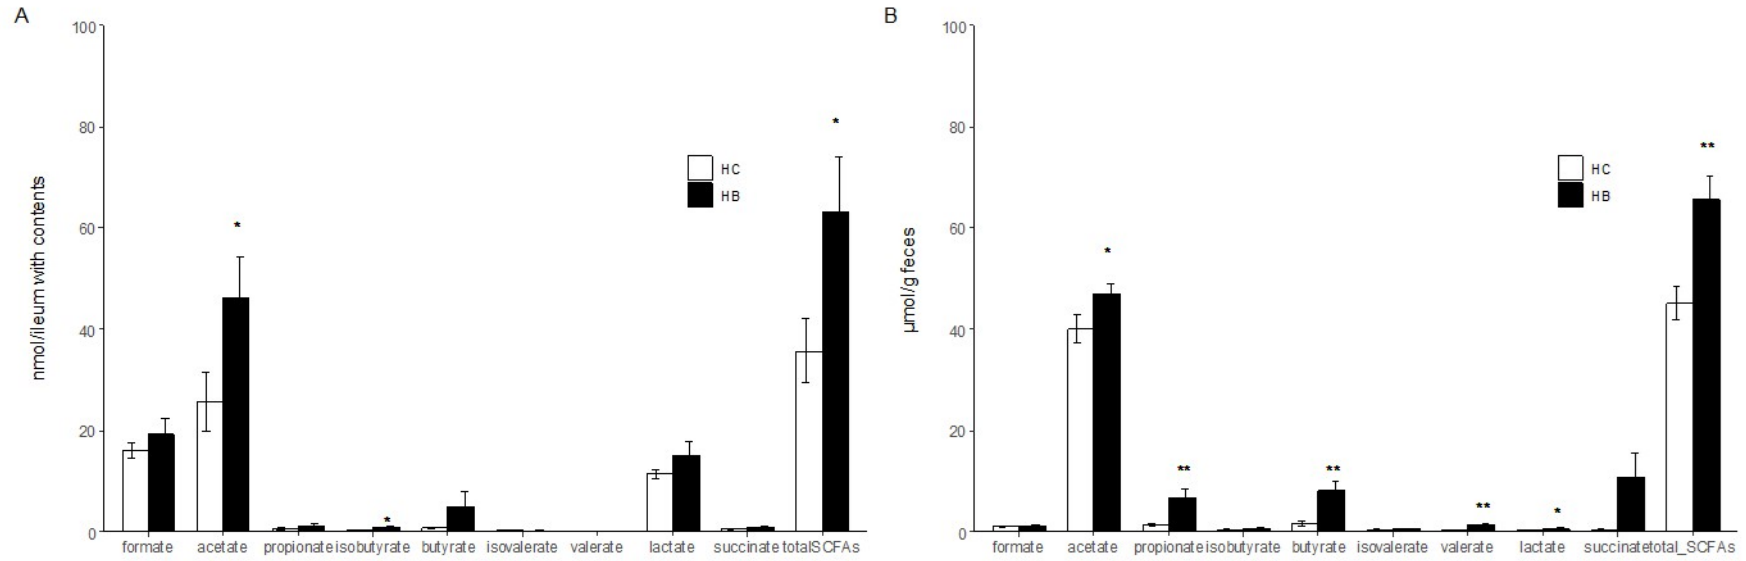 A
100
80
60
40
20
0
nmol/ileum with contents
HC
HB
*
*
*
formate acetate propionate isobutyrate butyrate isovalerate valerate lactate succinate totalSCFAs
B
100
80
60
40
20
0
µmol/g feces
HC
HB
*
**
**
**
*
**
formate acetate propionate isobutyrate butyrate isovalerate valerate lactate succinate total_SCFAs